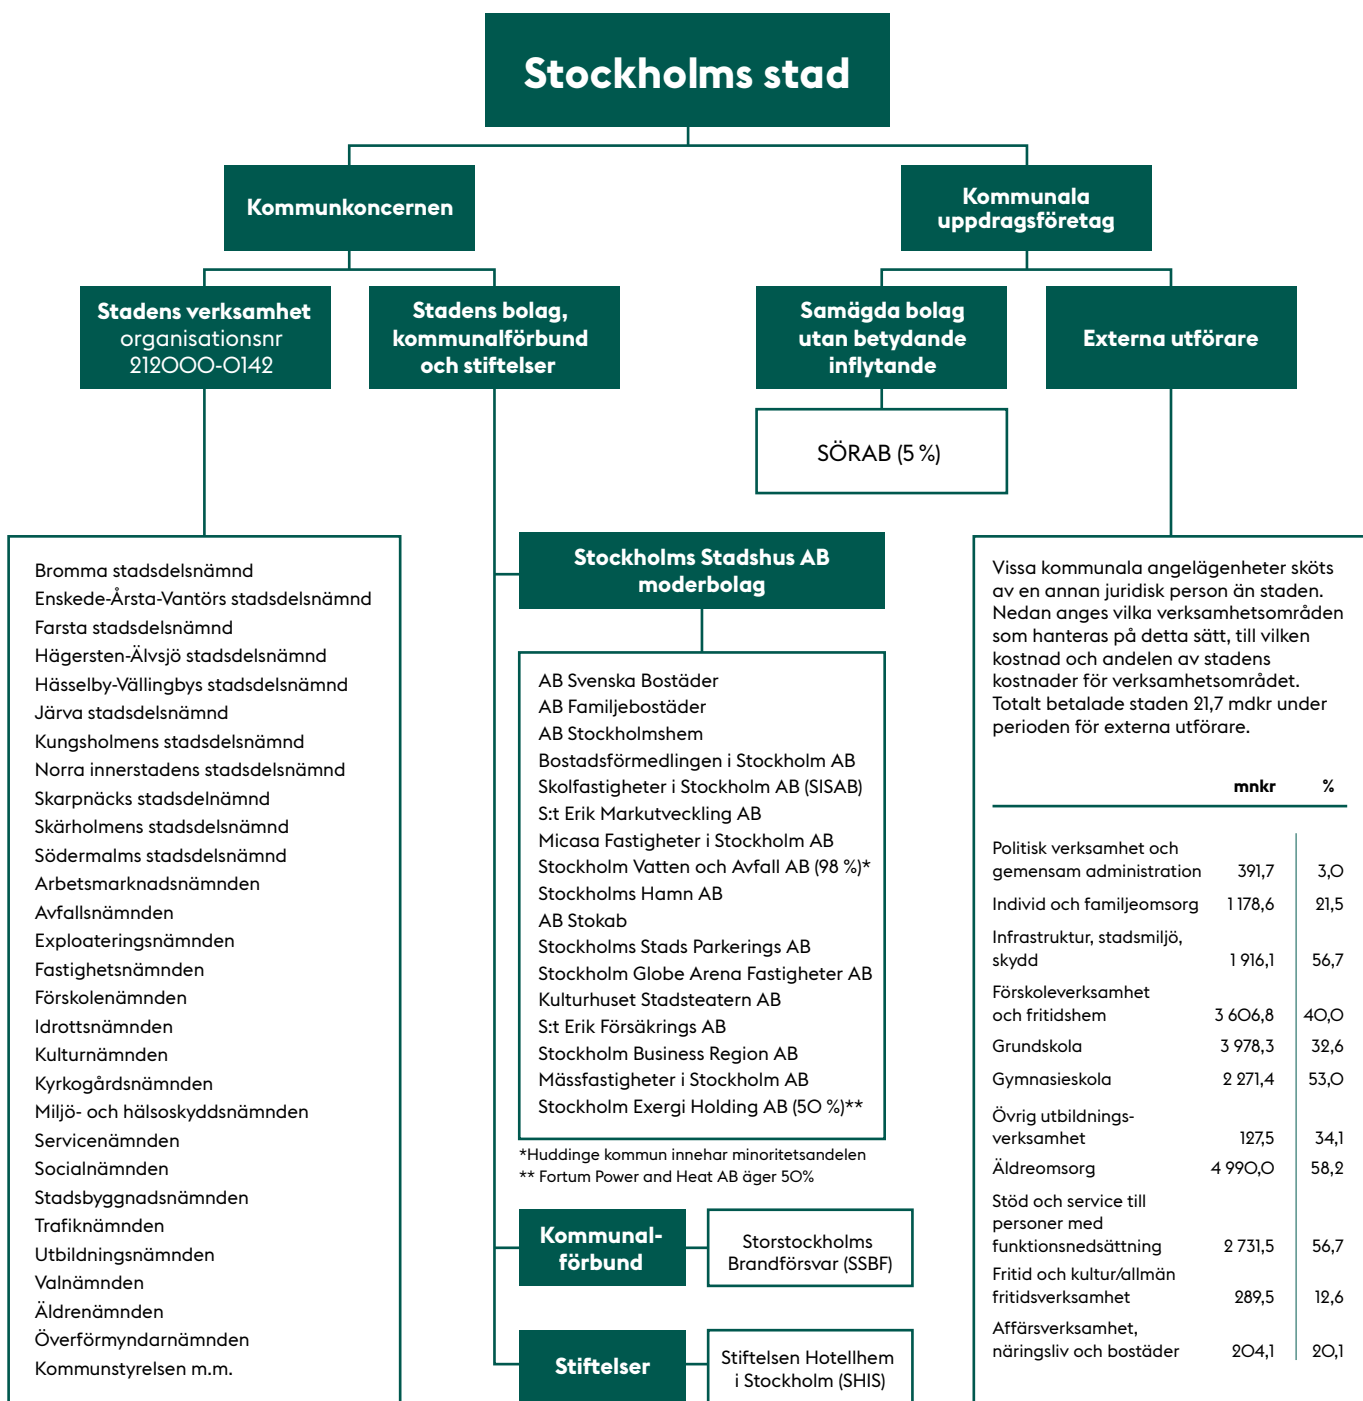 Stockholms stad
Kommunkoncernen
Kommunala
uppdragsföretag
Stadens verksamhet
organisationsnr
212000-0142
Stadens bolag,
kommunalförbund
och stiftelser
Samägda bolag
utan betydande
inflytande
Externa utförare
SÖRAB (5 %)
Bromma stadsdelsnämnd
Enskede-Årsta-Vantörs stadsdelsnämnd
Farsta stadsdelsnämnd
Hägersten-Älvsjö stadsdelsnämnd
Hässelby-Vällingbys stadsdelsnämnd
Järva stadsdelsnämnd
Kungsholmens stadsdelsnämnd
Norra innerstadens stadsdelsnämnd
Skarpnäcks stadsdelnämnd
Skärholmens stadsdelsnämnd
Södermalms stadsdelsnämnd
Arbetsmarknadsnämnden
Avfallsnämnden
Exploateringsnämnden
Fastighetsnämnden
Förskolenämnden
Idrottsnämnden
Kulturnämnden
Kyrkogårdsnämnden
Miljö- och hälsoskyddsnämnden
Servicenämnden
Socialnämnden
Stadsbyggnadsnämnden
Trafiknämnden
Utbildningsnämnden
Valnämnden
Äldrenämnden
Överförmyndarnämnden
Kommunstyrelsen m.m.
Stockholms Stadshus AB
moderbolag
AB Svenska Bostäder
AB Familjebostäder
AB Stockholmshem
Bostadsförmedlingen i Stockholm AB
Skolfastigheter i Stockholm AB (SISAB)
S:t Erik Markutveckling AB
Micasa Fastigheter i Stockholm AB
Stockholm Vatten och Avfall AB (98 %)*
Stockholms Hamn AB
AB Stokab
Stockholms Stads Parkerings AB
Stockholm Globe Arena Fastigheter AB
Kulturhuset Stadsteatern AB
S:t Erik Försäkrings AB
Stockholm Business Region AB
Mässfastigheter i Stockholm AB
Stockholm Exergi Holding AB (50 %)**
*Huddinge kommun innehar minoritetsandelen
** Fortum Power and Heat AB äger 50%
Kommunal-
förbund
Storstockholms
Brandförsvar (SSBF)
Stiftelser
Stiftelsen Hotellhem
i Stockholm (SHIS)
Vissa kommunala angelägenheter sköts
av en annan juridisk person än staden.
Nedan anges vilka verksamhetsområden
som hanteras på detta sätt, till vilken
kostnad och andelen av stadens
kostnader för verksamhetsområdet.
Totalt betalade staden 21,7 mdkr under
perioden för externa utförare.
mnkr %
Politisk verksamhet och
gemensam administration 391,7 3,0
Individ och familjeomsorg 1 178,6 21,5
Infrastruktur, stadsmiljö,
skydd 1 916,1 56,7
Förskoleverksamhet
och fritidshem 3 606,8 40,0
Grundskola 3 978,3 32,6
Gymnasieskola 2 271,4 53,0
Övrig utbildnings-
verksamhet 127,5 34,1
Äldreomsorg 4 990,0 58,2
Stöd och service till
personer med
funktionsnedsättning 2 731,5 56,7
Fritid och kultur/allmän
fritidsverksamhet 289,5 12,6
Affärsverksamhet,
näringsliv och bostäder 204,1 20,1